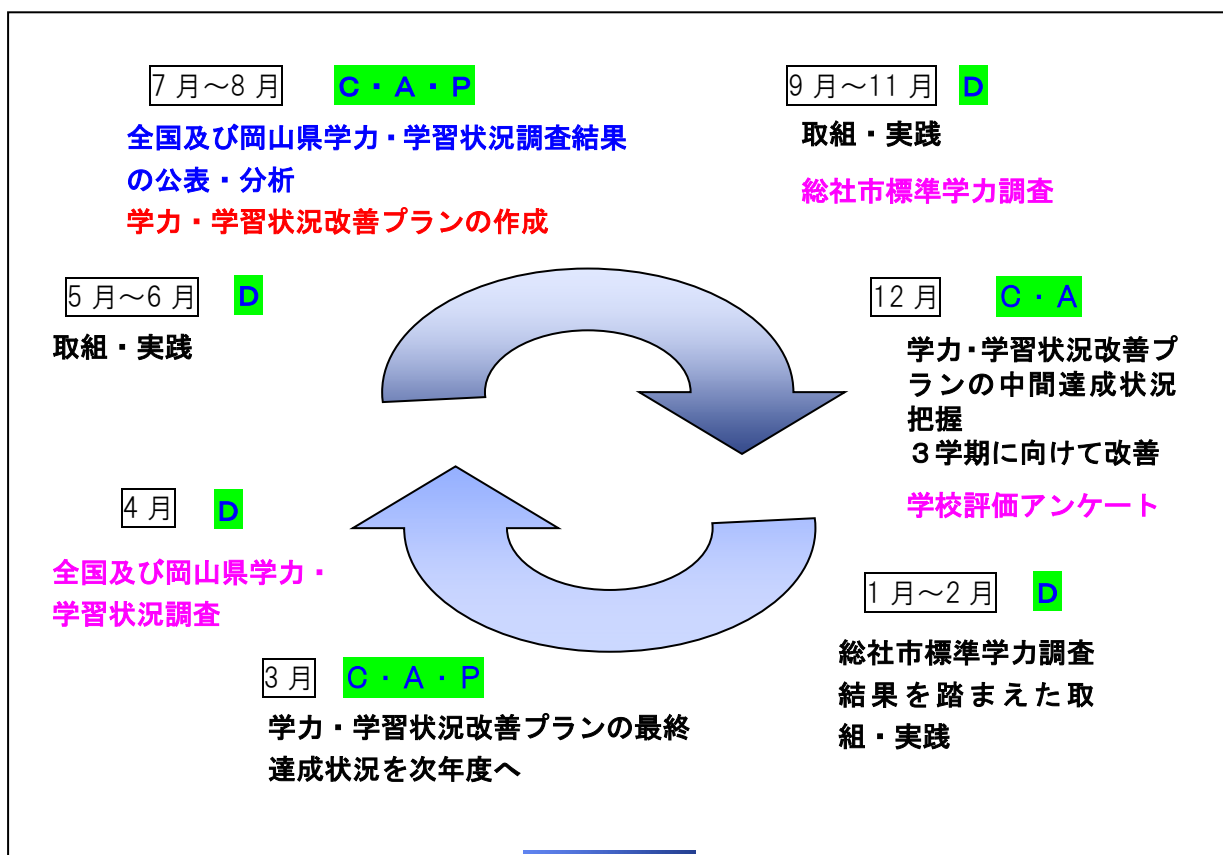 7月～8月 C・A・P
全国及び岡山県学力・学習状況調査結果
の公表・分析
学力・学習状況改善プランの作成
9月～11月 D
取組・実践
総社市標準学力調査
5月～6月 D
取組・実践
12月 C・A
学力・学習状況改善プ
ランの中間達成状況
把握
３学期に向けて改善
学校評価アンケート
4月 D
全国及び岡山県学力・
学習状況調査
1月～2月 D
総社市標準学力調査
結果を踏まえた取
組・実践
3月 C・A・P
学力・学習状況改善プランの最終
達成状況を次年度へ